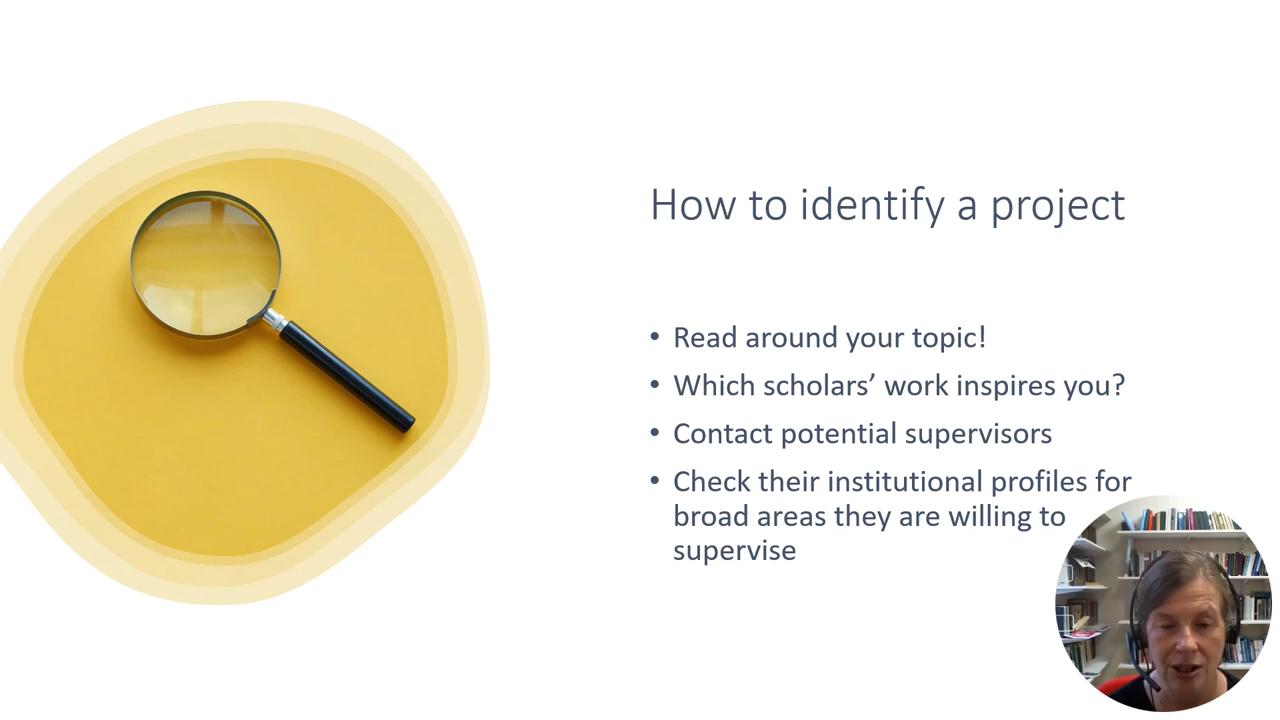 How to identify a project
• Read around your topic!
• Which scholars’ work inspires you?
• Contact potential supervisors
• Check their institutional profiles for
broad areas they are willing to
supervise